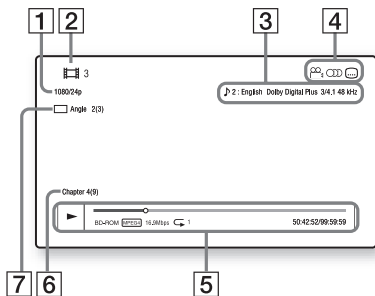 1
2
3
4
3
1080/24p
♪ 2 : English Dolby Digital Plus 3/4.1 48 kHz
Angle 2(3)
Chapter 4(9)
BD-ROM MPEG4 16.9Mbps 1 50:42:52/99:59:59
7
6
5